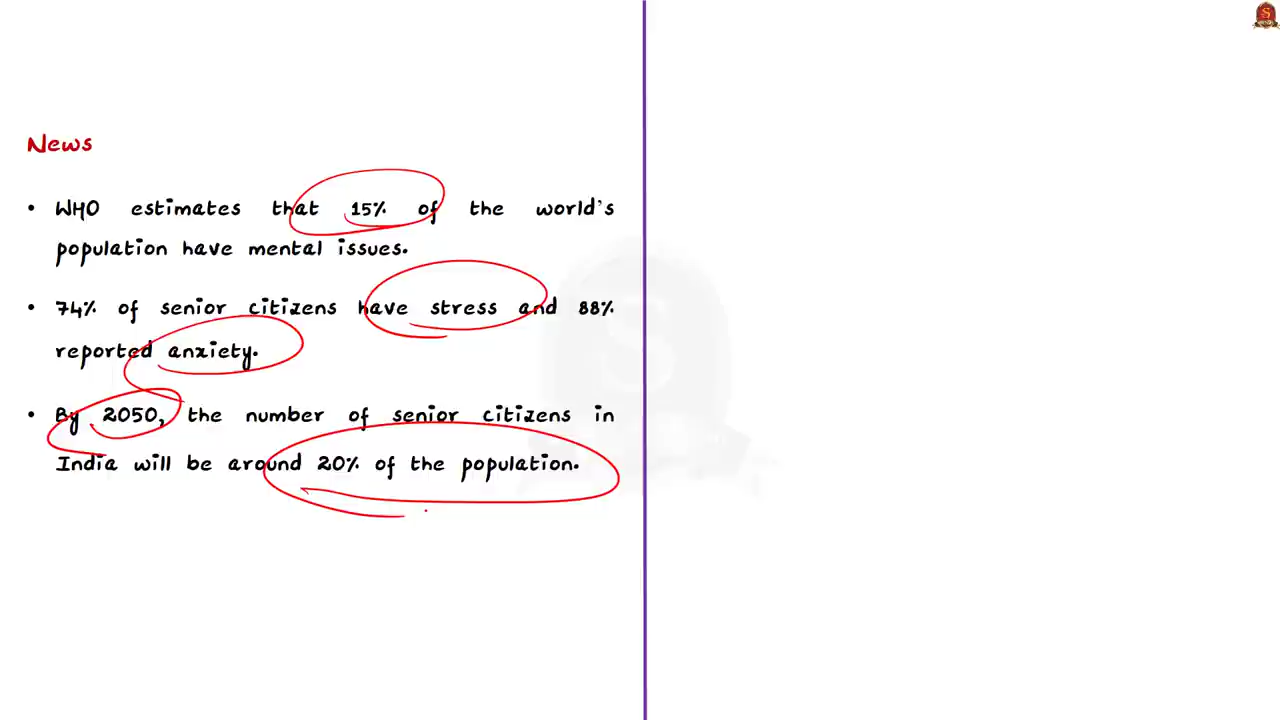 News
• WHO estimates that 15% of the world's
population have mental issues.
• 74% of senior citizens have stress and 88%
reported anxiety.
• By 2050, the number of senior citizens in
India will be around 20% of the population.
S